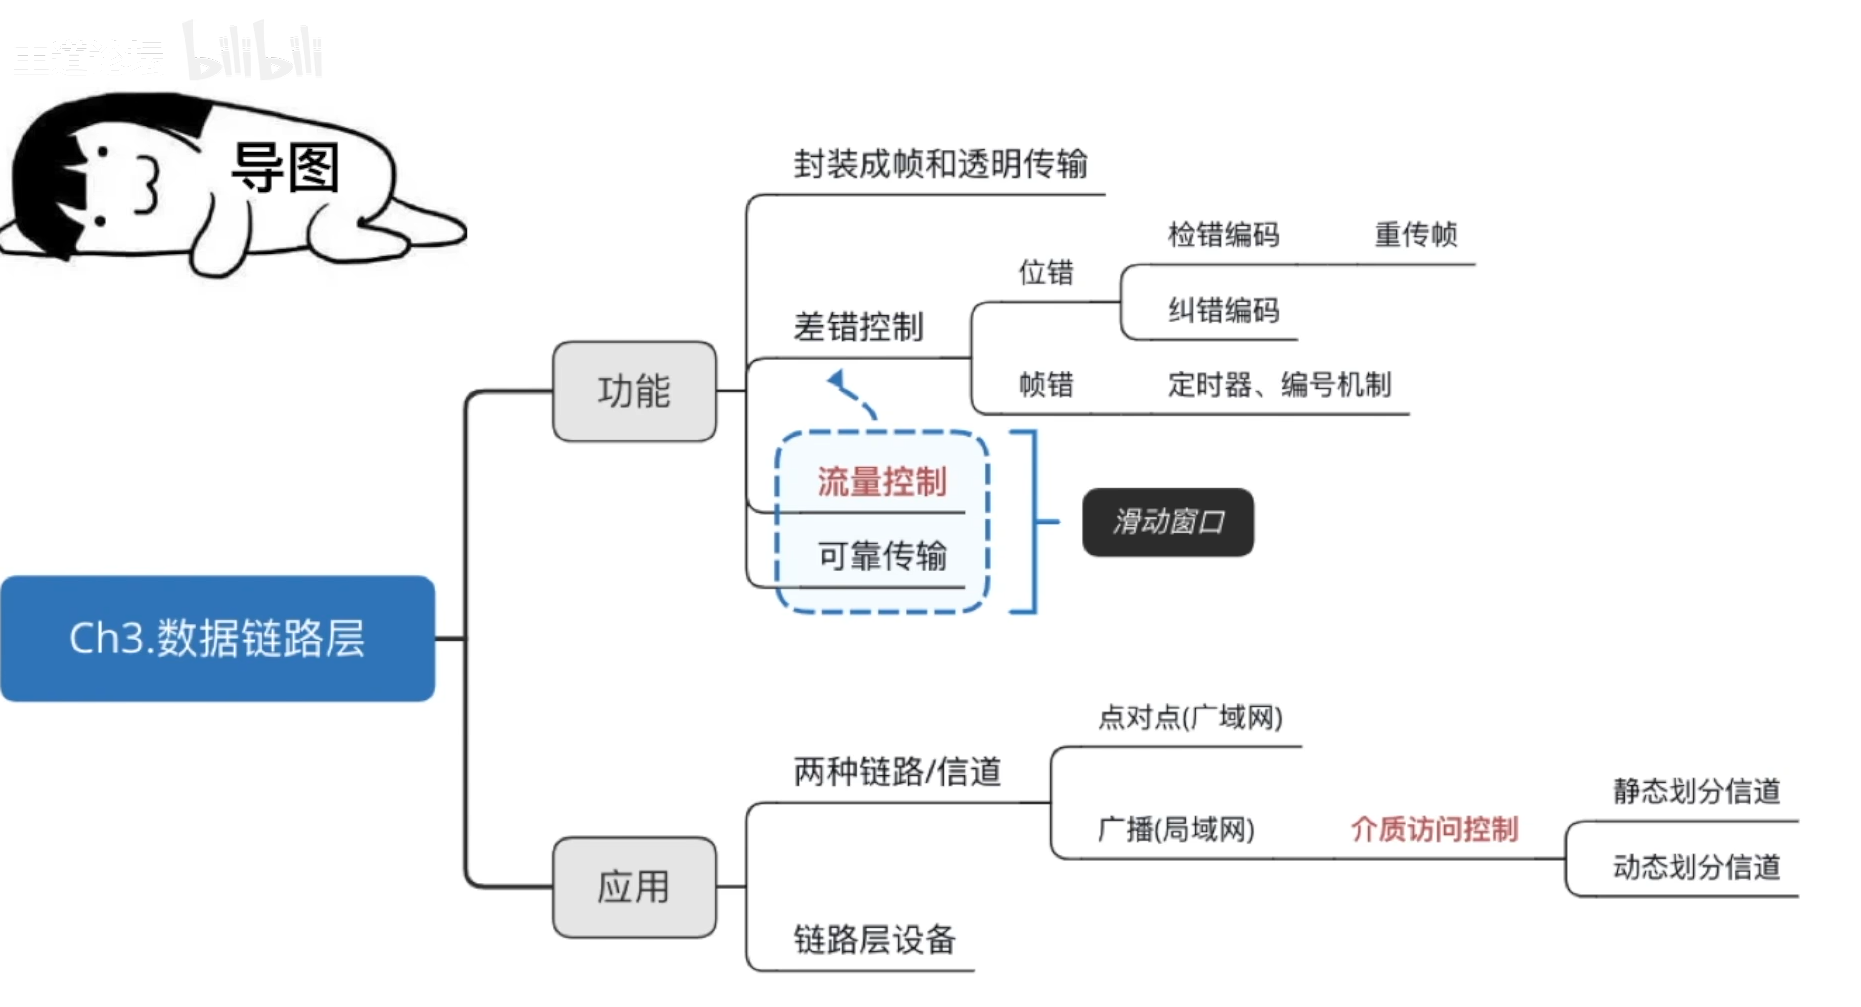 bilibili
导图
封装成帧和透明传输
检错编码 重传帧
位错
纠错编码
差错控制
帧错 定时器、编号机制
功能
流量控制
滑动窗口
可靠传输
Ch3.数据链路层
点对点(广域网)
两种链路/信道
静态划分信道
广播(局域网) 介质访问控制
动态划分信道
应用
链路层设备